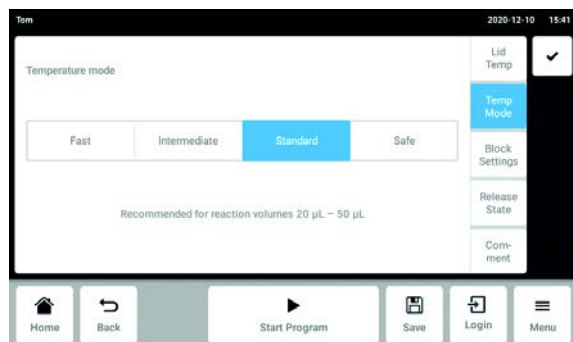 Tom
2020-12-10 15:41
Temperature mode
Lid
Temp
Temp
Mode
Fast
Intermediate
Standard
Safe
Block
Settings
Recommended for reaction volumes 20 µL – 50 µL
Release
State
Com-
ment
Home
Back
Start Program
Save
Login
Menu